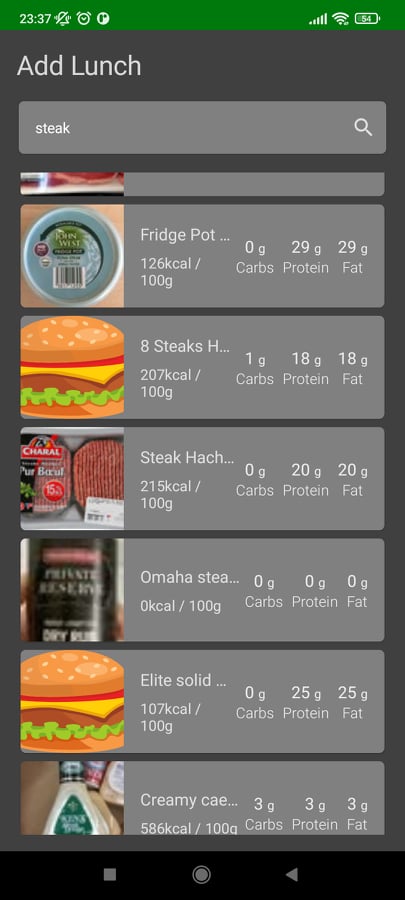 23:37
54
Add Lunch
steak
Fridge Pot ...
126kcal /
100g
0 g
Carbs
29 g
Protein
29 g
Fat
JOHN
WEST
FRIDGE POT
8 Steaks H...
207kcal /
100g
1 g
Carbs
18 g
Protein
18 g
Fat
Steak Hach...
215kcal /
100g
0 g
Carbs
20 g
Protein
20 g
Fat
CHARAL
Pur Bœuf
15%
Omaha stea...
0kcal / 100g
0 g
Carbs
0 g
Protein
0 g
Fat
PRIVATE
RESERVE
DRY RUB
Elite solid ...
107kcal /
100g
0 g
Carbs
25 g
Protein
25 g
Fat
Creamy cae...
586kcal / 100g
3 g
Carbs
3 g
Protein
3 g
Fat
KEN'S